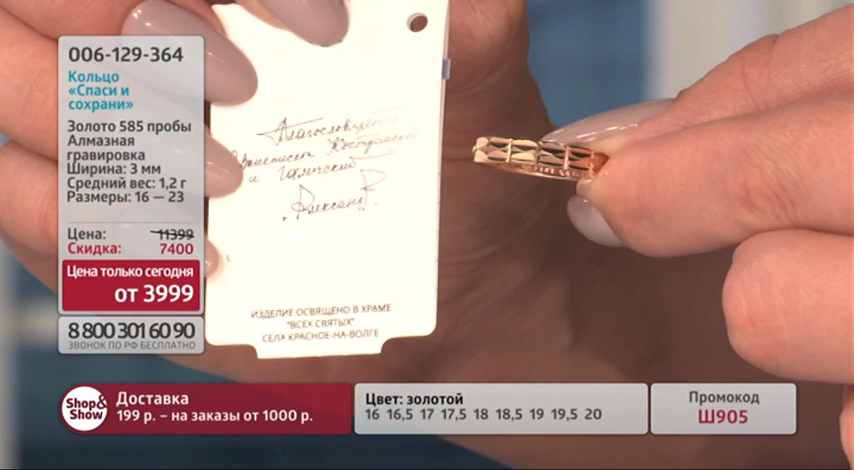 006-129-364
Кольцо
«Спаси и
сохрани»
Золото 585 пробы
Алмазная
гравировка
Ширина: 3 мм
Средний вес: 1,2 г
Размеры: 16 — 23
Цена: 11399
Скидка: 7400
Цена только сегодня
от 3999
8 800 301 60 90
ЗВОНОК ПО РФ БЕСПЛАТНО
ИЗДЕЛИЕ ОСВЯЩЕНО В ХРАМЕ
"ВСЕХ СВЯТЫХ"
СЕЛА КРАСНОЕ-НА-ВОЛГЕ
Shop&
Show
Доставка
199 р. – на заказы от 1000 р.
Цвет: золотой
16 16,5 17 17,5 18 18,5 19 19,5 20
Промокод
Ш905